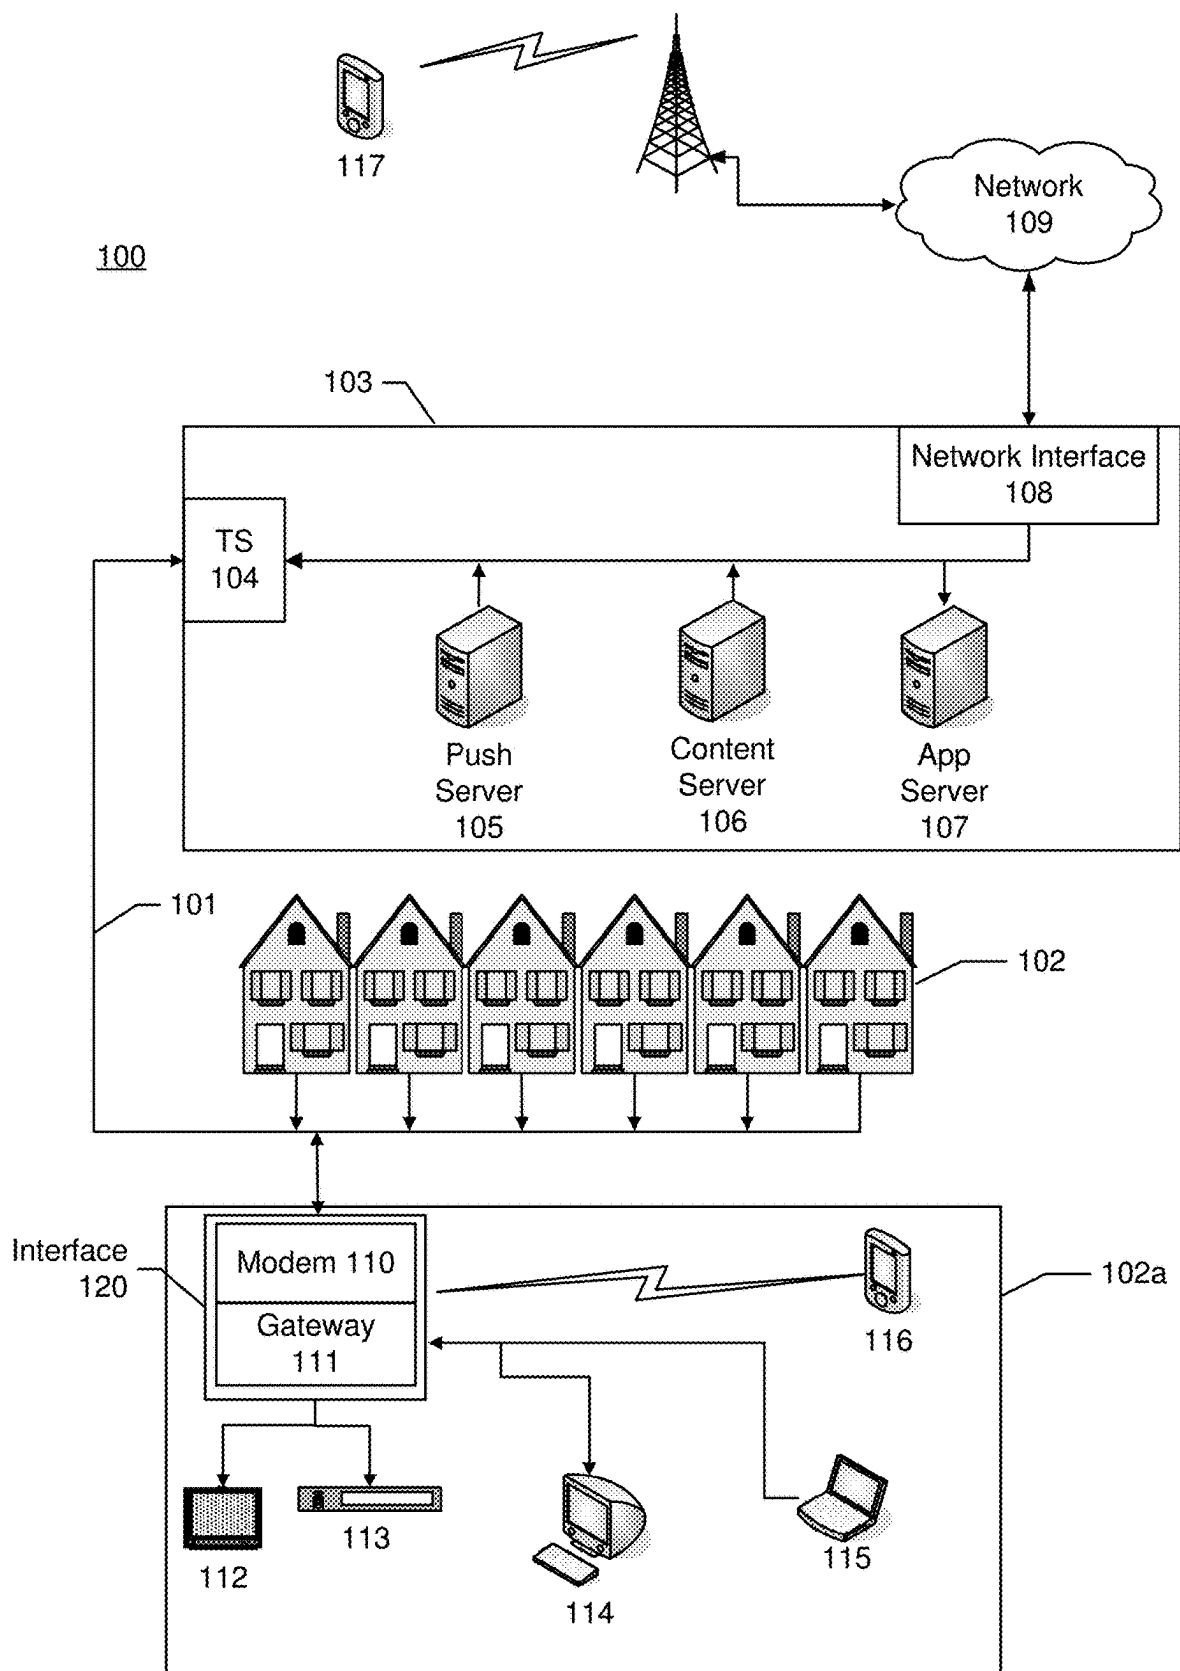 117
Network
109
100
103
Network Interface
108
TS
104
Push
Server
105
Content
Server
106
App
Server
107
101
102
Interface
120
Modem 110
Gateway
111
102a
116
112
113
114
115